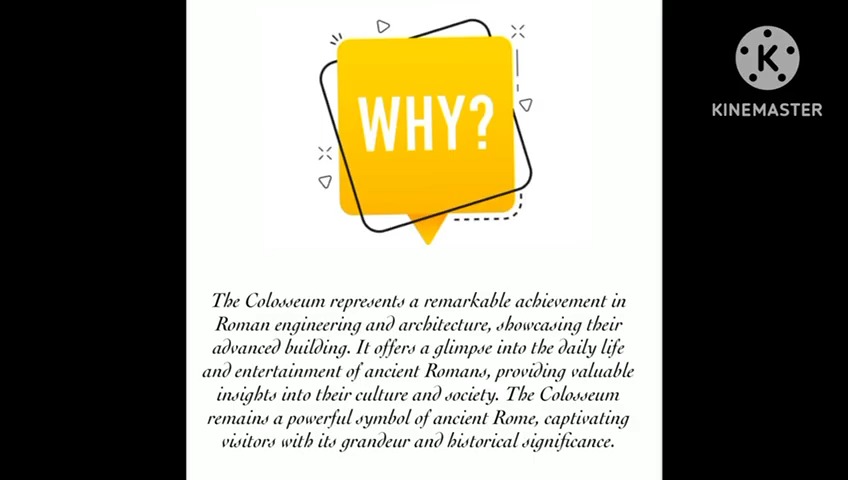 WHY?
KINEMASTER
The Colosseum represents a remarkable achievement in
Roman engineering and architecture, showcasing their
advanced building. It offers a glimpse into the daily life
and entertainment of ancient Romans, providing valuable
insights into their culture and society. The Colosseum
remains a powerful symbol of ancient Rome, captivating
visitors with its grandeur and historical significance.